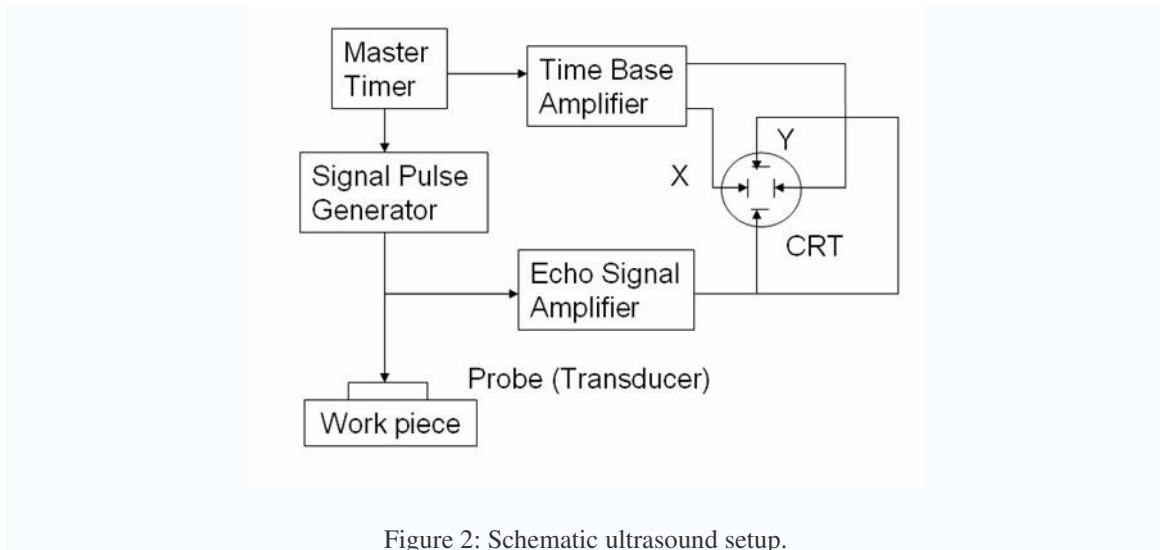 Master
Timer
Time Base
Amplifier
Y
X
Signal Pulse
Generator
CRT
Echo Signal
Amplifier
Probe (Transducer)
Work piece
Figure 2: Schematic ultrasound setup.